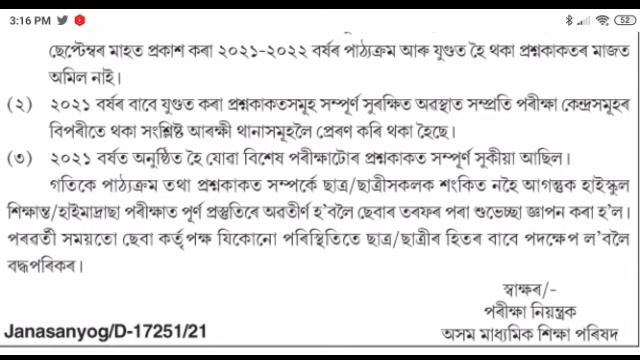 3:16 PM
52
ছেপ্টেম্বৰ মাহত প্ৰকাশ কৰা ২০২১-২০২২ বৰ্ষৰ পাঠ্যক্ৰম আৰু যুগুত হৈ থকা প্ৰশ্নকাকতৰ মাজত
অমিল নাই।
(২) ২০২১ বৰ্ষৰ বাবে যুগুত কৰা প্ৰশ্নকাকতসমূহ সম্পূৰ্ণ সুৰক্ষিত অৱস্থাত সম্প্ৰতি পৰীক্ষা কেন্দ্ৰসমূহৰ
বিপৰীতে থকা সংশ্লিষ্ট আৰক্ষী থানাসমূহলৈ প্ৰেৰণ কৰি থকা হৈছে।
(৩) ২০২১ বৰ্ষত অনুষ্ঠিত হৈ যোৱা বিশেষ পৰীক্ষাটোৰ প্ৰশ্নকাকত সম্পূৰ্ণ সুকীয়া আছিল।
গতিকে পাঠ্যক্ৰম তথা প্ৰশ্নকাকত সম্পৰ্কে ছাত্ৰ/ছাত্ৰীসকলক শংকিত নহৈ আগন্তুক হাইস্কুল
শিক্ষান্ত/হাইমাদ্ৰাছা পৰীক্ষাত পূৰ্ণ প্ৰস্তুতিৰে অৱতীৰ্ণ হ'বলৈ ছেবাৰ তৰফৰ পৰা শুভেচ্ছা জ্ঞাপন কৰা হ'ল।
পৰৱৰ্তী সময়তো ছেবা কৰ্তৃপক্ষ যিকোনো পৰিস্থিতিতে ছাত্ৰ/ছাত্ৰীৰ হিতৰ বাবে পদক্ষেপ ল'বলৈ
বদ্ধপৰিকৰ।
স্বাক্ষৰ/-
পৰীক্ষা নিয়ন্ত্ৰক
Janasanyog/D-17251/21 অসম মাধ্যমিক শিক্ষা পৰিষদ